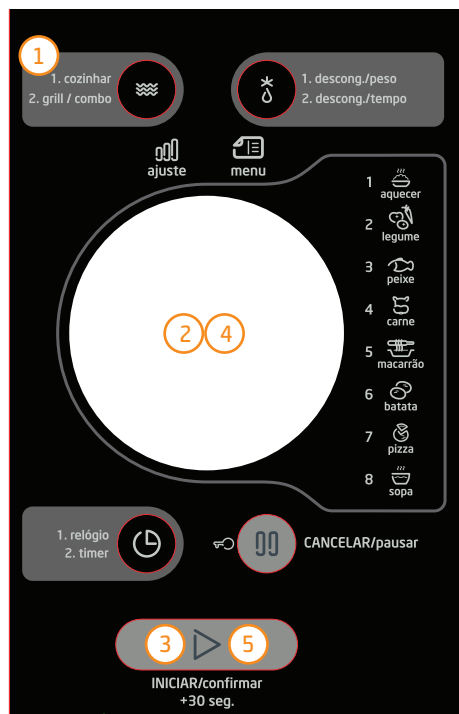 1
1. cozinhar
2. grill / combo
1. descong./peso
2. descong./tempo
ajuste
menu
1 aquecer
2 legume
3 peixe
4 carne
5 macarrão
6 batata
7 pizza
8 sopa
2 4
1. relógio
2. timer
CANCELAR/pausar
3 5
INICIAR/confirmar
+30 seg.